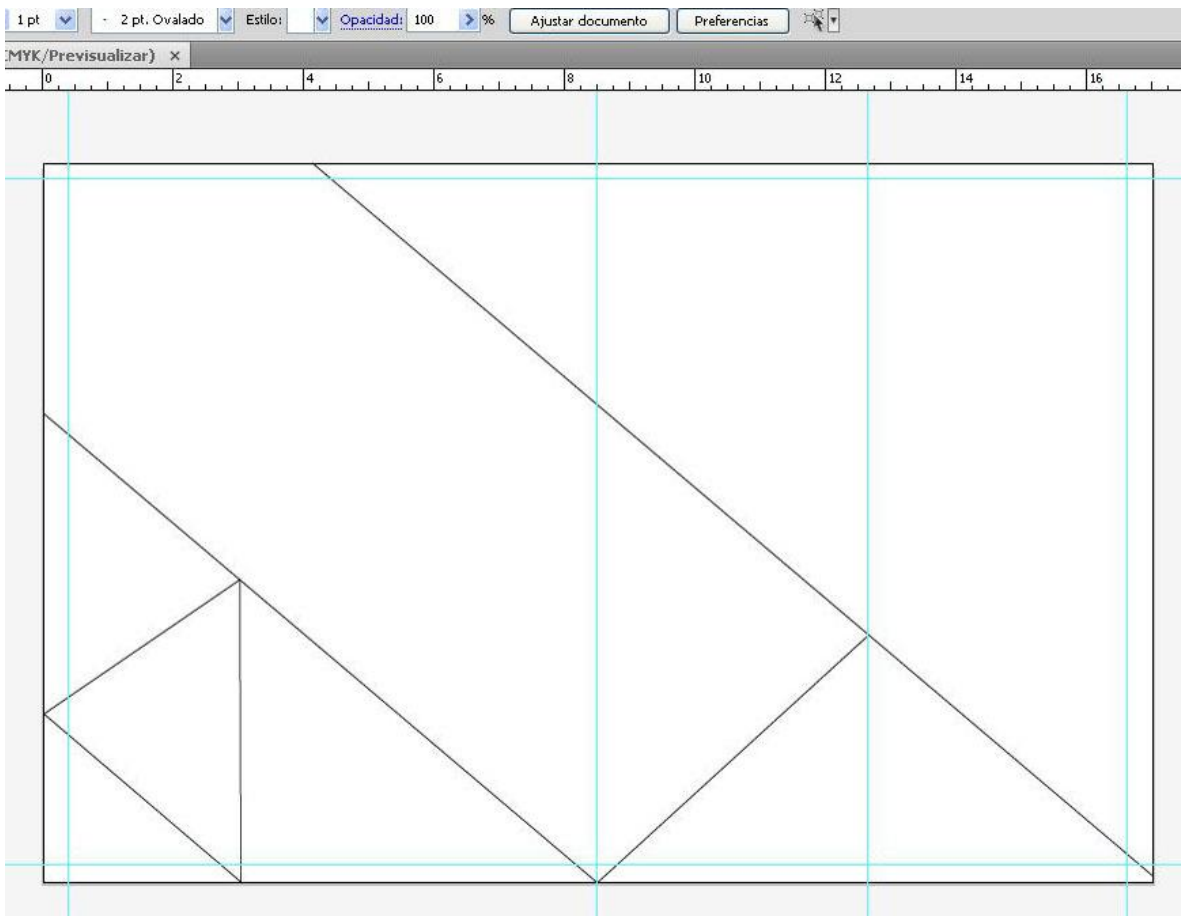 1 pt - 2 pt. Ovalado Estilo: Opacidad: 100 % Ajustar documento Preferencias
CMYK/Previsualizar) ×
0 2 4 6 8 10 12 14 16